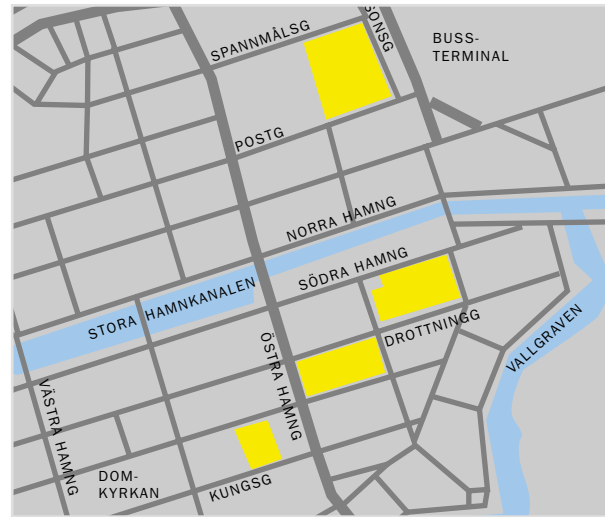 SPANNMÅLSG
SONSG
BUSS-
TERMINAL
POSTG
NORRA HAMNG
SÖDRA HAMNG
STORA HAMNKANALEN
DROTTNINGG
VALLGRAVEN
ÖSTRA HAMNG
VÄSTRA HAMNG
DOM-
KYRKAN
KUNGSG